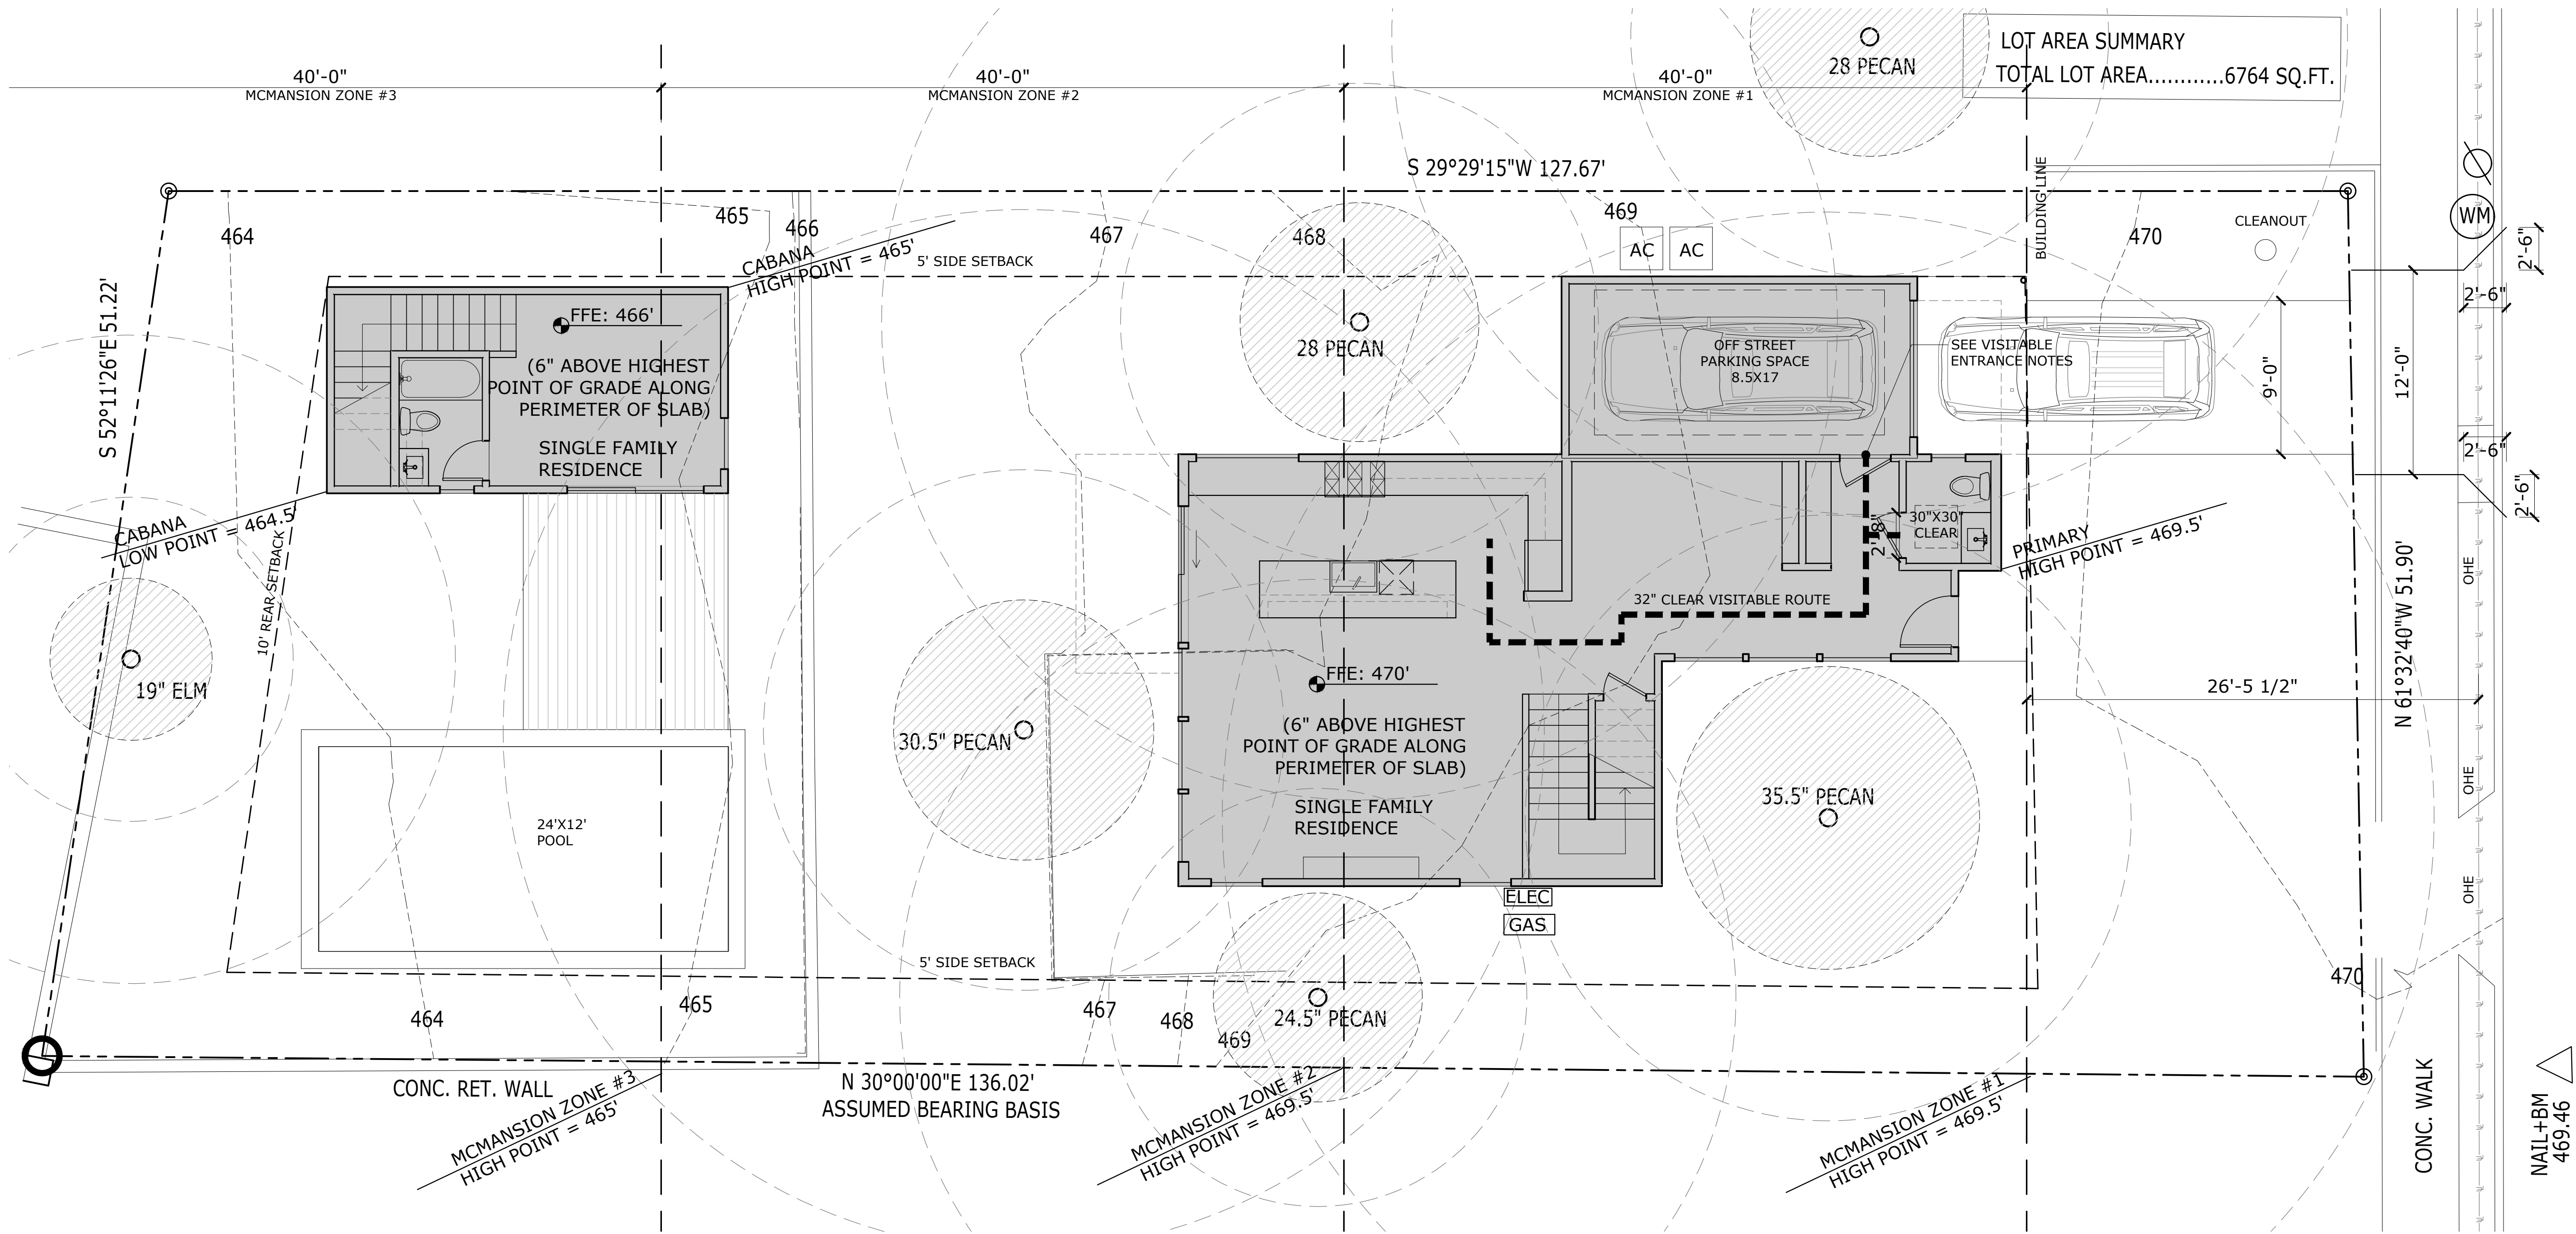 LOT AREA SUMMARY
TOTAL LOT AREA............6764 SQ.FT.
28 PECAN
40'-0"
MCMANSION ZONE #3
40'-0"
MCMANSION ZONE #2
40'-0"
MCMANSION ZONE #1
S 29°29'15"W 127.67'
BUILDING LINE
WM
CLEANOUT
464
465
466
467
468
469
470
AC
AC
2'-6"
2'-6"
CABANA
HIGH POINT = 465'
5' SIDE SETBACK
S 52°11'26"E 51.22'
FFE: 466'
(6" ABOVE HIGHEST
POINT OF GRADE ALONG
PERIMETER OF SLAB)
SINGLE FAMILY
RESIDENCE
28 PECAN
OFF STREET
PARKING SPACE
8.5X17
SEE VISITABLE
ENTRANCE NOTES
9'-0"
12'-0"
2'-6"
2'-6"
CABANA
LOW POINT = 464.5'
10' REAR SETBACK
2'-8"
30"X30"
CLEAR
PRIMARY
HIGH POINT = 469.5'
OHE
N 61°32'40"W 51.90'
32" CLEAR VISITABLE ROUTE
19" ELM
FFE: 470'
26'-5 1/2"
30.5" PECAN
(6" ABOVE HIGHEST
POINT OF GRADE ALONG
PERIMETER OF SLAB)
SINGLE FAMILY
RESIDENCE
24'X12'
POOL
35.5" PECAN
OHE
OHE
ELEC
GAS
5' SIDE SETBACK
470
464
465
467
468
469
24.5" PECAN
CONC. RET. WALL
N 30°00'00"E 136.02'
ASSUMED BEARING BASIS
MCMANSION ZONE #3
HIGH POINT = 465'
MCMANSION ZONE #2
HIGH POINT = 469.5'
MCMANSION ZONE #1
HIGH POINT = 469.5'
CONC. WALK
NAIL+BM
469.46